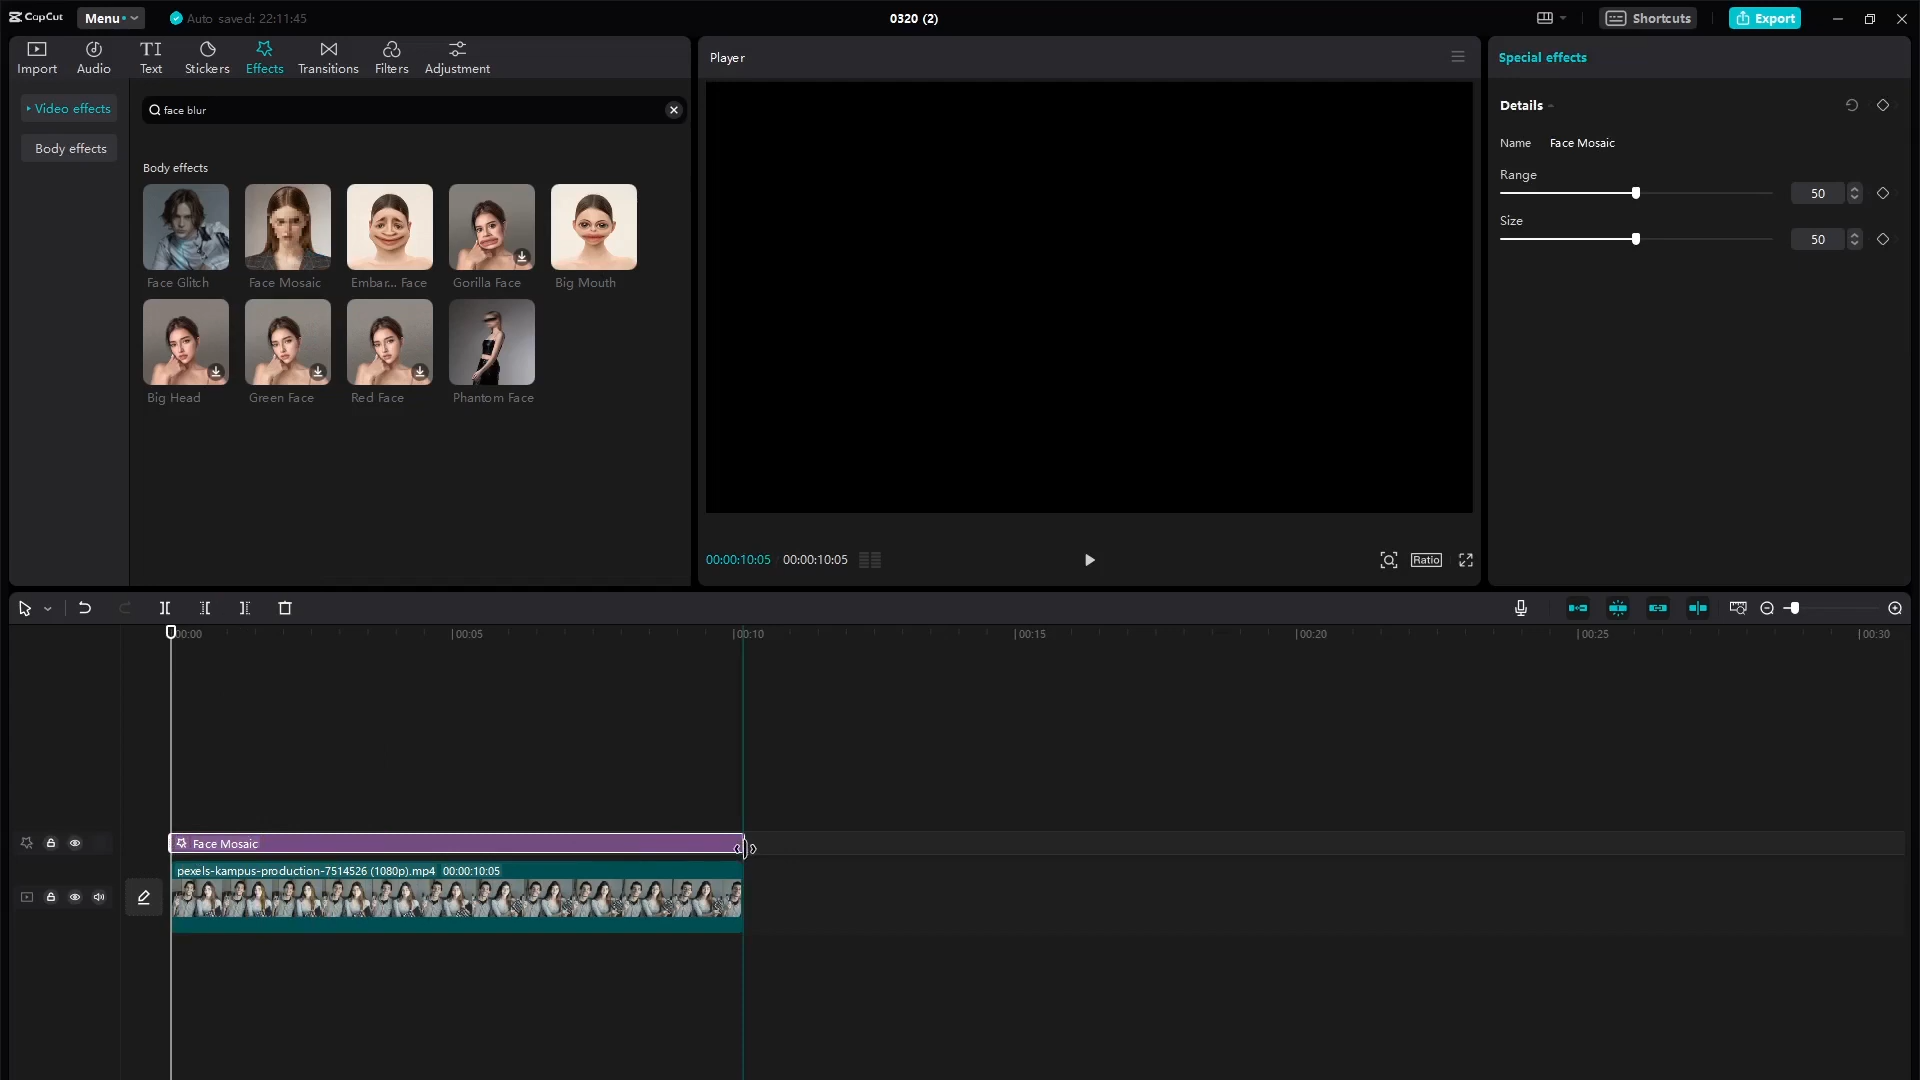 CapCut
Menu
Auto saved: 22:11:45
0320 (2)
Shortcuts
Export
Import
Audio
TI
Text
Stickers
Effects
Transitions
Filters
Adjustment
Video effects
Body effects
face blur
Body effects
Face Glitch
Face Mosaic
Embar... Face
Gorilla Face
Big Mouth
Big Head
Green Face
Red Face
Phantom Face
Player
00:00:10:05 / 00:00:10:05
Ratio
Special effects
Details
Name Face Mosaic
Range
50
Size
50
00:00
00:05
00:10
00:15
00:20
00:25
00:30
Face Mosaic
pexels-kampus-production-7514526 (1080p).mp4 00:00:10:05